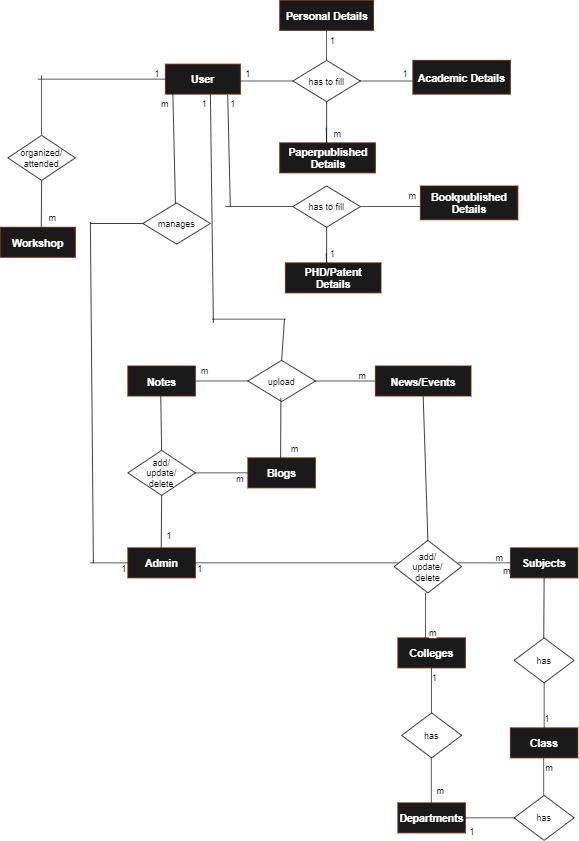 Personal Details
1
1
User
1
has to fill
1
Academic Details
m
1
1
m
organized/
attended
Paperpublished
Details
m
Bookpublished
Details
has to fill
m
manages
Workshop
1
PHD/Patent
Details
m
m
Notes
upload
News/Events
m
add/
update/
delete
m
Blogs
1
1
Admin
1
add/
update/
delete
m
m
Subjects
m
Colleges
1
has
1
has
Class
m
m
Departments
1
has